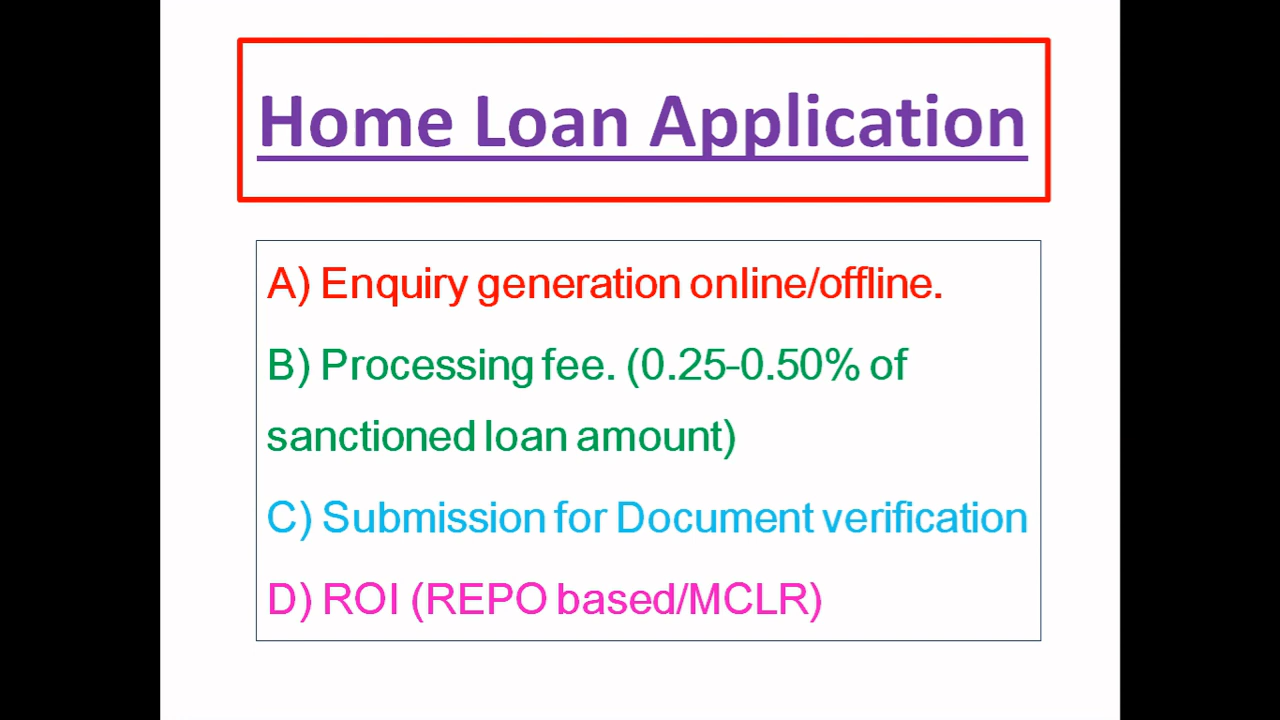 Home Loan Application
A) Enquiry generation online/offline.
B) Processing fee. (0.25-0.50% of
sanctioned loan amount)
C) Submission for Document verification
D) ROI (REPO based/MCLR)